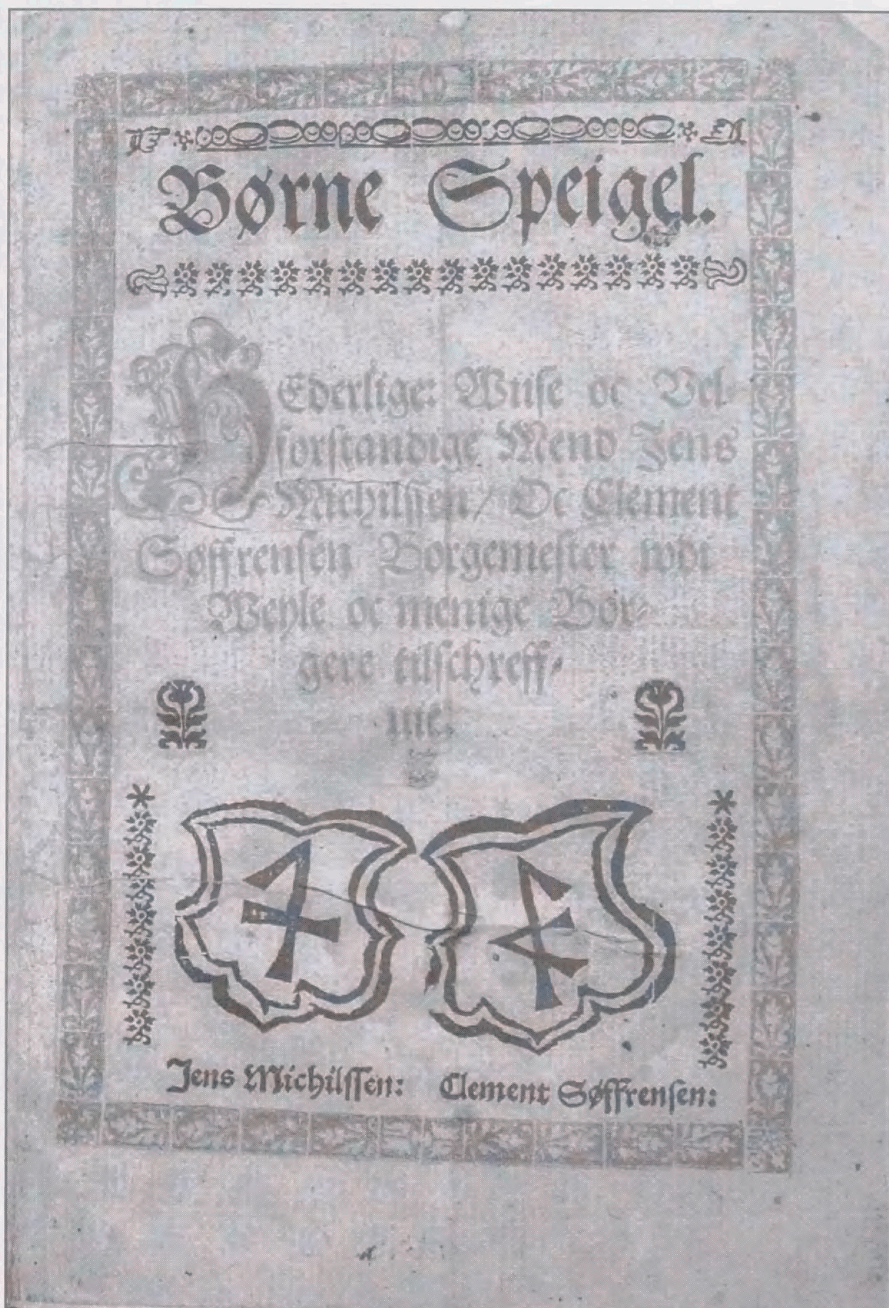 Børne Speigel.
HEderlige: Wiise oc Vel-
forstandige Mend Jens
Michilssen/ Oc Clement
Søffrensen Borgemester wdi
Weyle oc menige Bor-
gere tilschreff-
ne.
Jens Michilssen: Clement Søffrensen: